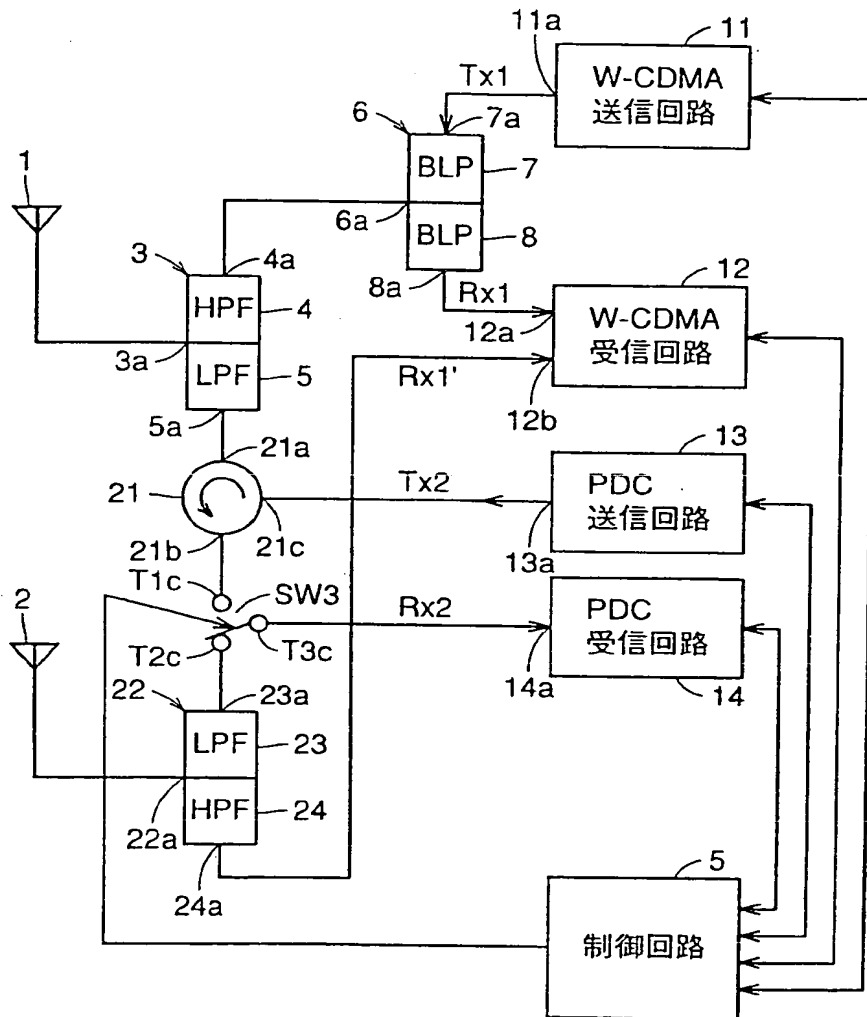 11a
11
Tx1
W-CDMA
送信回路
6
7a
BLP
7
1
6a
BLP
8
3
4a
8a
Rx1
12
HPF
4
12a
W-CDMA
受信回路
3a
LPF
5
Rx1'
12b
5a
21a
13
21
Tx2
PDC
送信回路
21b
21c
13a
T1c
SW3
2
Rx2
PDC
受信回路
T2c
T3c
14a
14
22
23a
LPF
23
HPF
24
22a
24a
5
制御回路